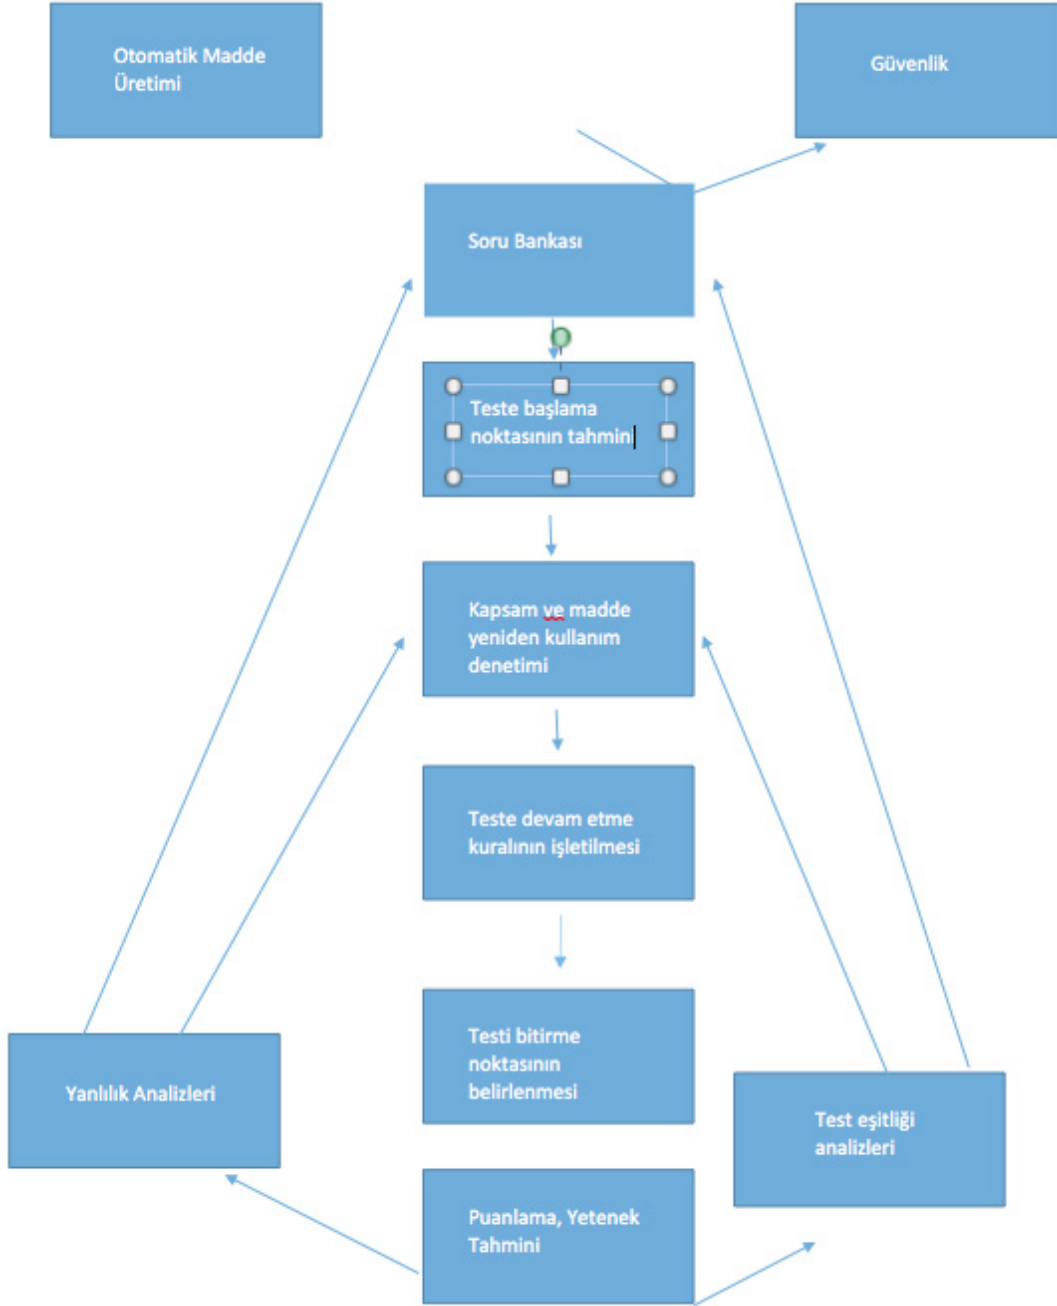 Otomatik Madde
Üretimi
Güvenlik
Soru Bankası
Teste başlama
noktasının tahmini
Kapsam ve madde
yeniden kullanım
denetimi
Teste devam etme
kuralının işletilmesi
Testi bitirme
noktasının
belirlenmesi
Yanlılık Analizleri
Test eşitliği
analizleri
Puanlama, Yetenek
Tahmini